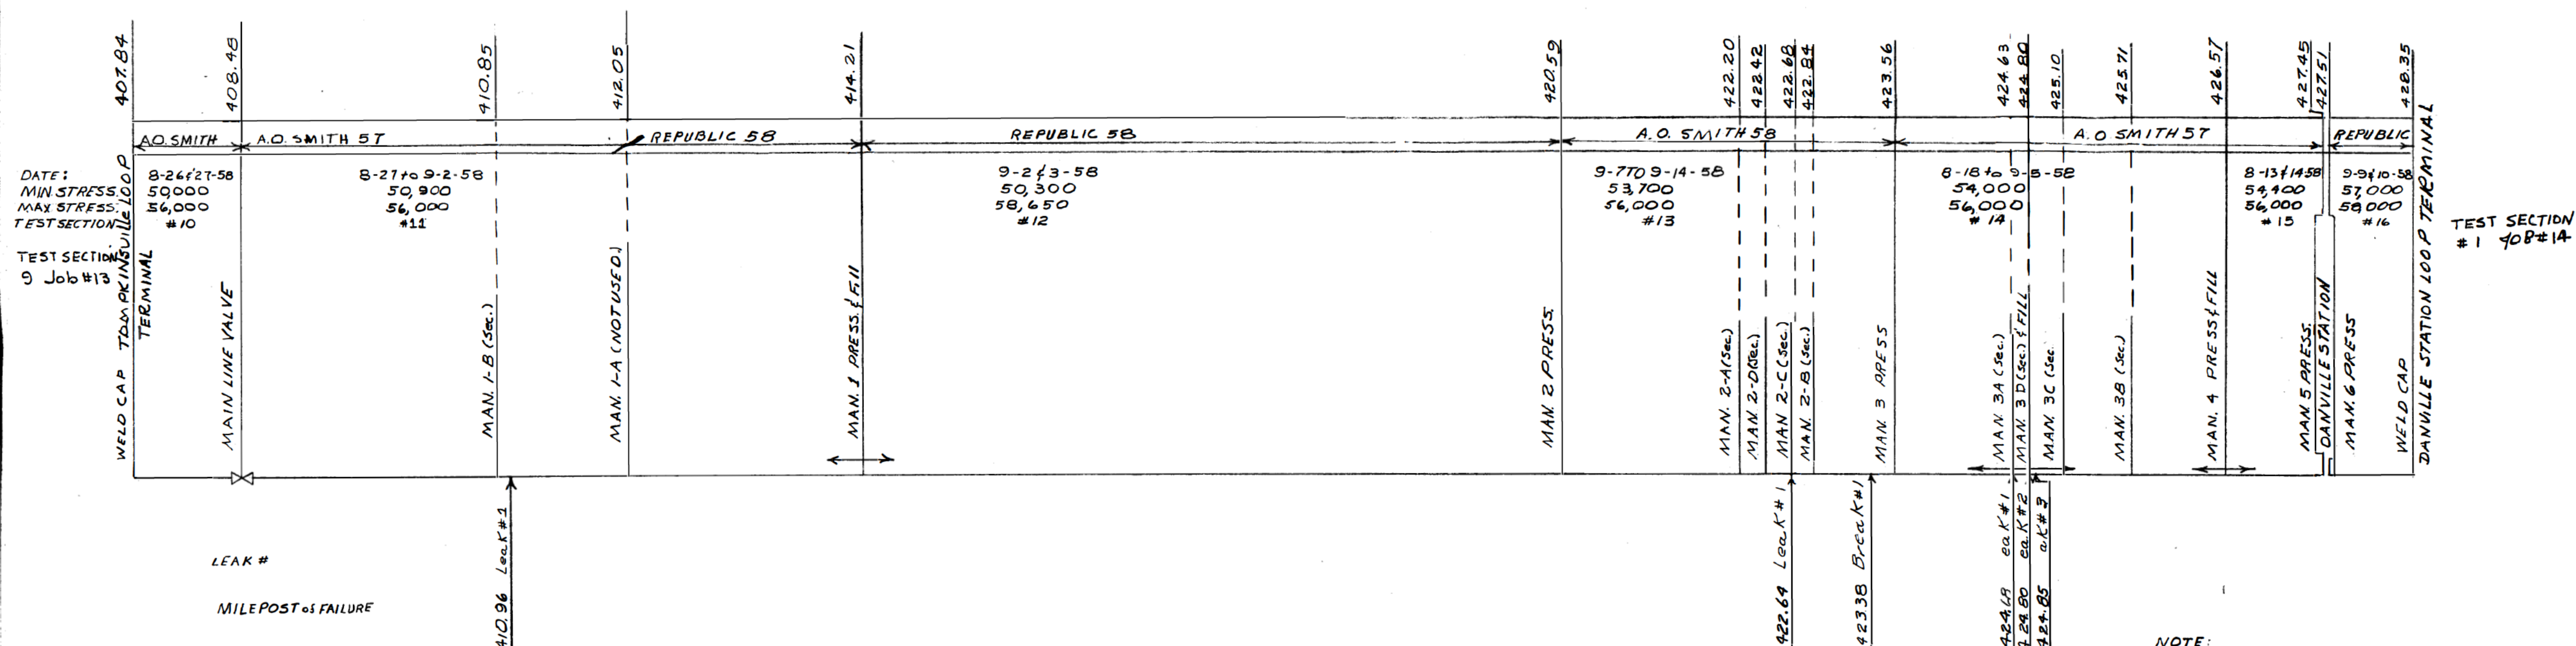 407.84
408.48
410.85
412.05
414.21
420.59
422.20
422.42
422.68
422.84
423.56
424.63
424.80
425.10
425.71
426.57
427.45
427.51
428.35
A.O. SMITH
A.O. SMITH 57
REPUBLIC 58
REPUBLIC 58
A.O. SMITH 58
A.O SMITH 57
REPUBLIC
DATE:
MIN. STRESS:
MAX STRESS:
TEST SECTION
8-26 & 27-58
50,000
56,000
#10
8-27 to 9-2-58
50,900
56,000
#11
9-2 & 3-58
50,300
58,650
#12
9-7 TO 9-14-58
53,700
56,000
#13
8-18 to 9-5-58
54,000
56,000
#14
8-13 & 14 58
54,400
56,000
#15
9-9 & 10-58
57,000
58,000
#16
TEST SECTION
9 Job #13
TEST SECTION
#1 JOB #14
WELD CAP TOMPKINSVILLE LOOP
TERMINAL
MAIN LINE VALVE
MAN. 1-B (Sec.)
MAN. 1-A (NOT USED)
MAN. 1 PRESS. & Fill
MAN. 2 PRESS.
MAN. 2-A (Sec.)
MAN. 2-D (Sec.)
MAN 2-C (Sec.)
MAN. 2-B (Sec.)
MAN. 3 PRESS
MAN. 3A (Sec.)
MAN. 3D (Sec.) & FILL
MAN. 3C (Sec.
MAN. 3B (Sec.)
MAN. 4 PRESS & FILL
MAN. 5 PRESS.
DANVILLE STATION
MAN. 6 PRESS
WELD CAP
DANVILLE STATION LOOP TERMINAL
LEAK #
MILEPOST of FAILURE
410.96 Leak #1
422.64 Leak #1
423.38 Break #1
424.68 eak #1
424.80 eak #2
424.85 ak #3
NOTE: